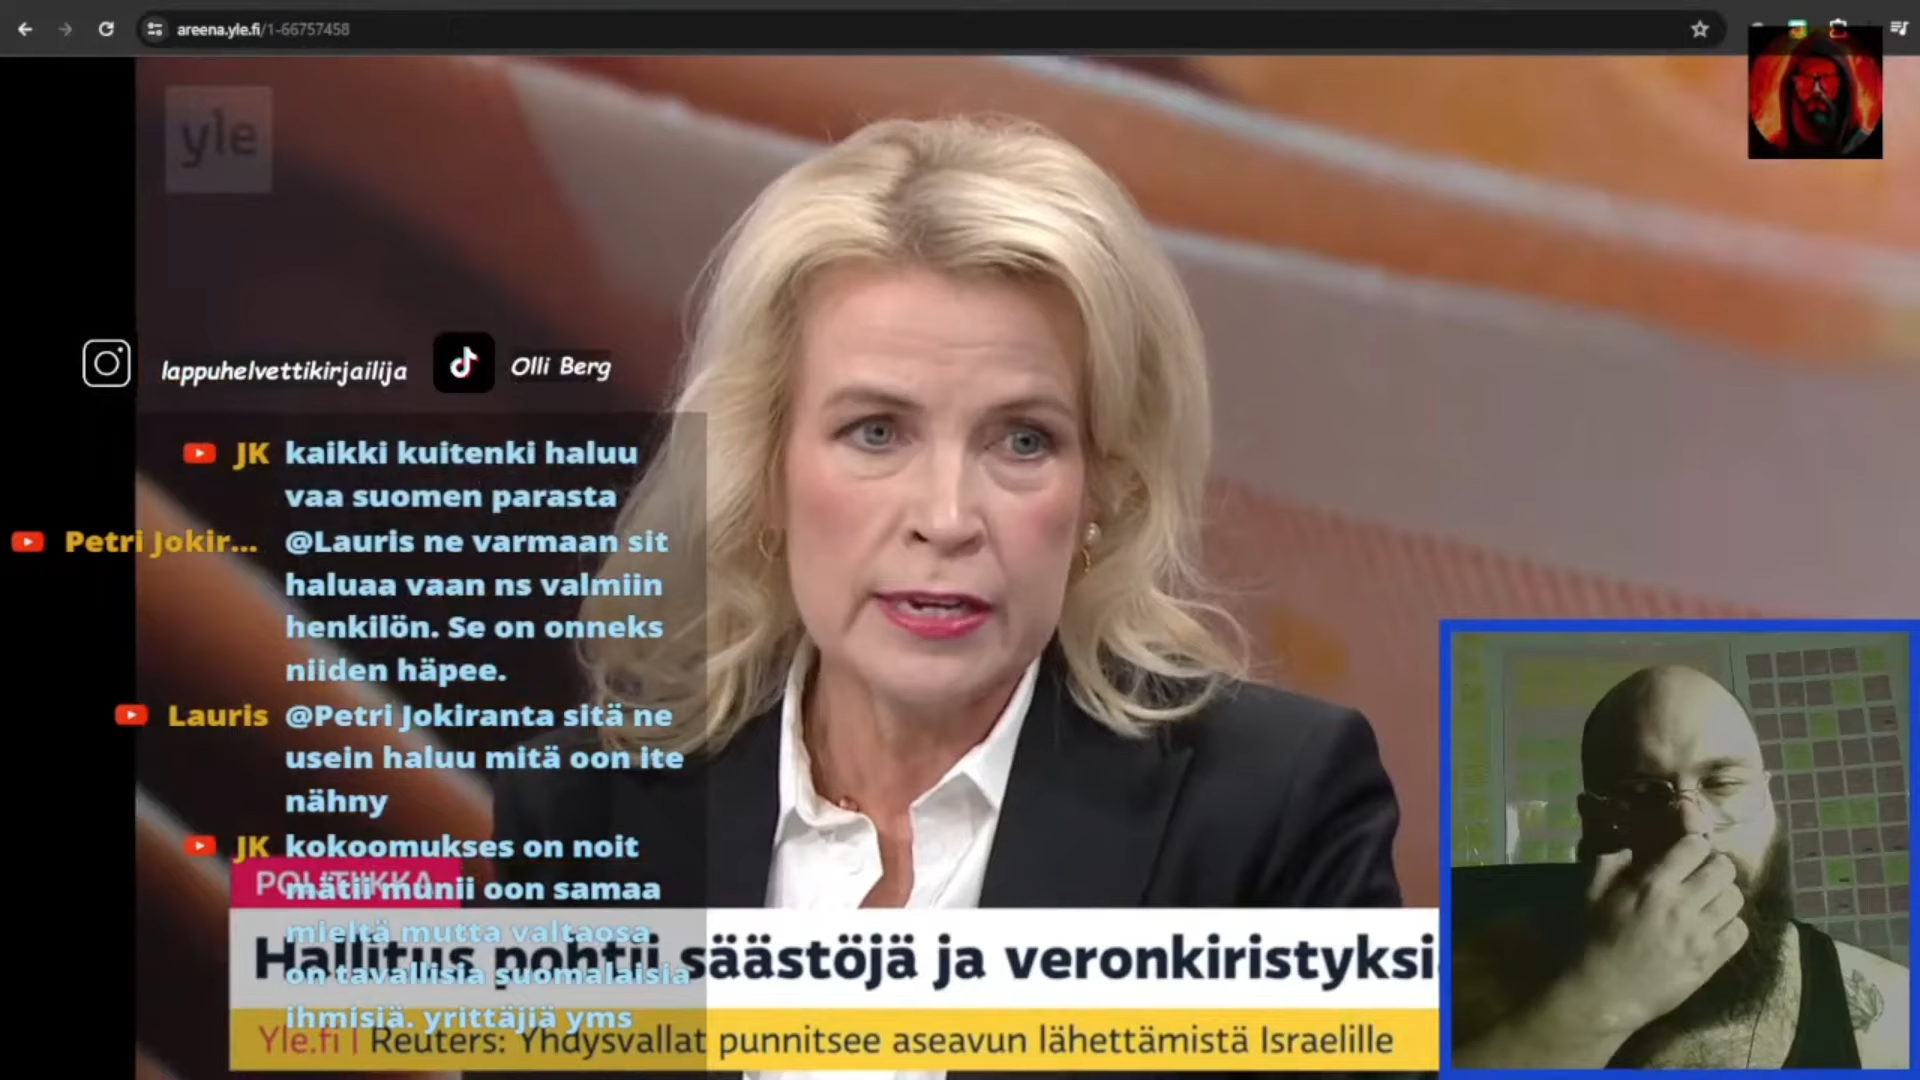 areena.yle.fi/1-66757458
yle
lappuhelvettikirjailija
Olli Berg
JK kaikki kuitenki haluu
vaa suomen parasta
Petri Jokir... @Lauris ne varmaan sit
haluaa vaan ns valmiin
henkilön. Se on onneks
niiden häpee.
Lauris @Petri Jokiranta sitä ne
usein haluu mitä oon ite
nähny
JK kokoomukses on noit
mätii munii oon samaa
mieltä mutta valtaosa
on tavallisia suomalaisia
ihmisiä. yrittäjiä yms
POLITIIKKA
Hallitus pohtii säästöjä ja veronkiristyksi
Yle.fi | Reuters: Yhdysvallat punnitsee aseavun lähettämistä Israelille